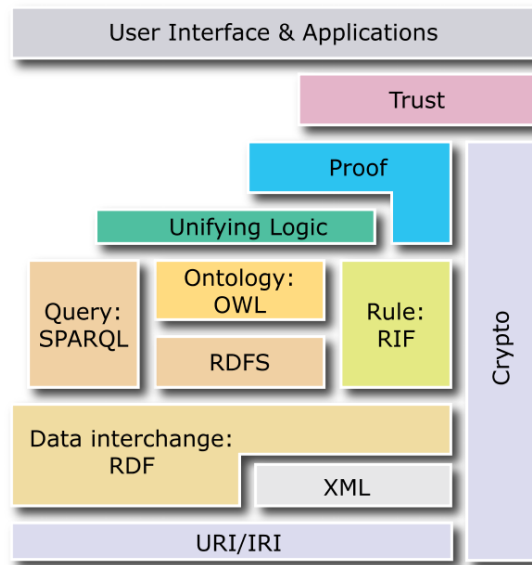 User Interface & Applications
Trust
Proof
Unifying Logic
Query:
SPARQL
Ontology:
OWL
RDFS
Rule:
RIF
Crypto
Data interchange:
RDF
XML
URI/IRI